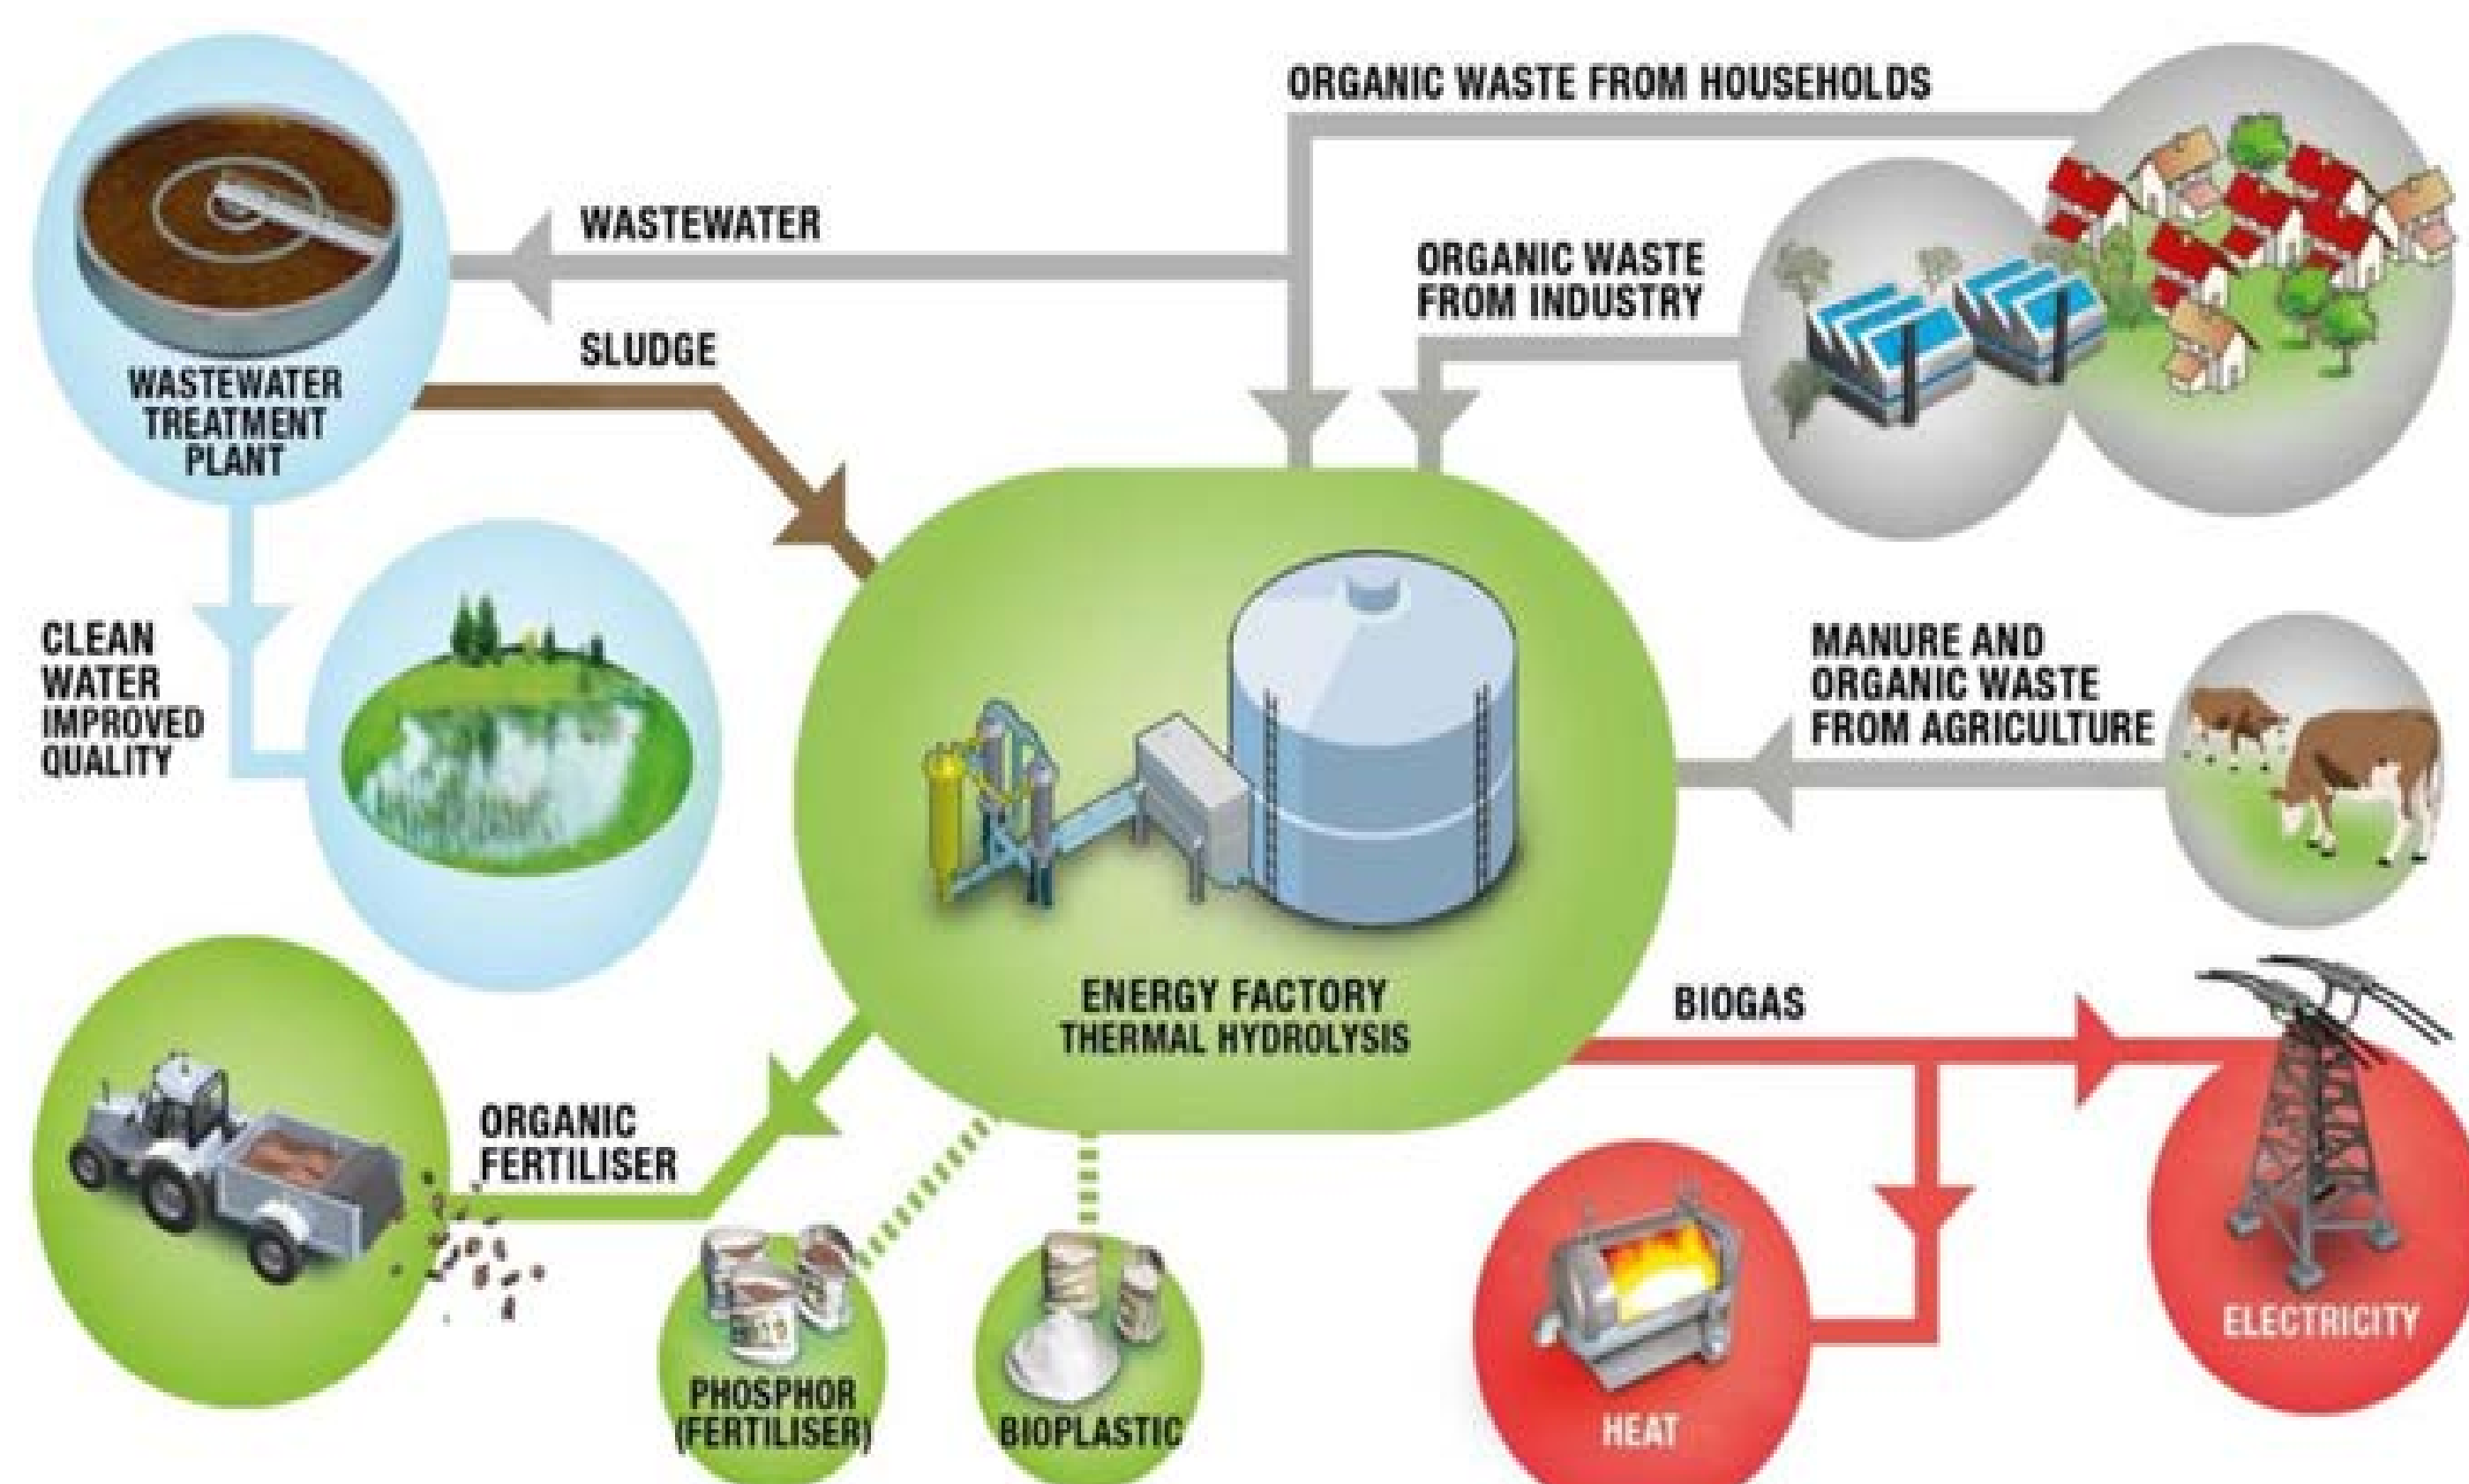 ORGANIC WASTE FROM HOUSEHOLDS
WASTEWATER
ORGANIC WASTE
FROM INDUSTRY
SLUDGE
WASTEWATER
TREATMENT
PLANT
CLEAN
WATER
IMPROVED
QUALITY
MANURE AND
ORGANIC WASTE
FROM AGRICULTURE
ENERGY FACTORY
THERMAL HYDROLYSIS
BIOGAS
ORGANIC
FERTILISER
PHOSPHOR
(FERTILISER)
BIOPLASTIC
HEAT
ELECTRICITY